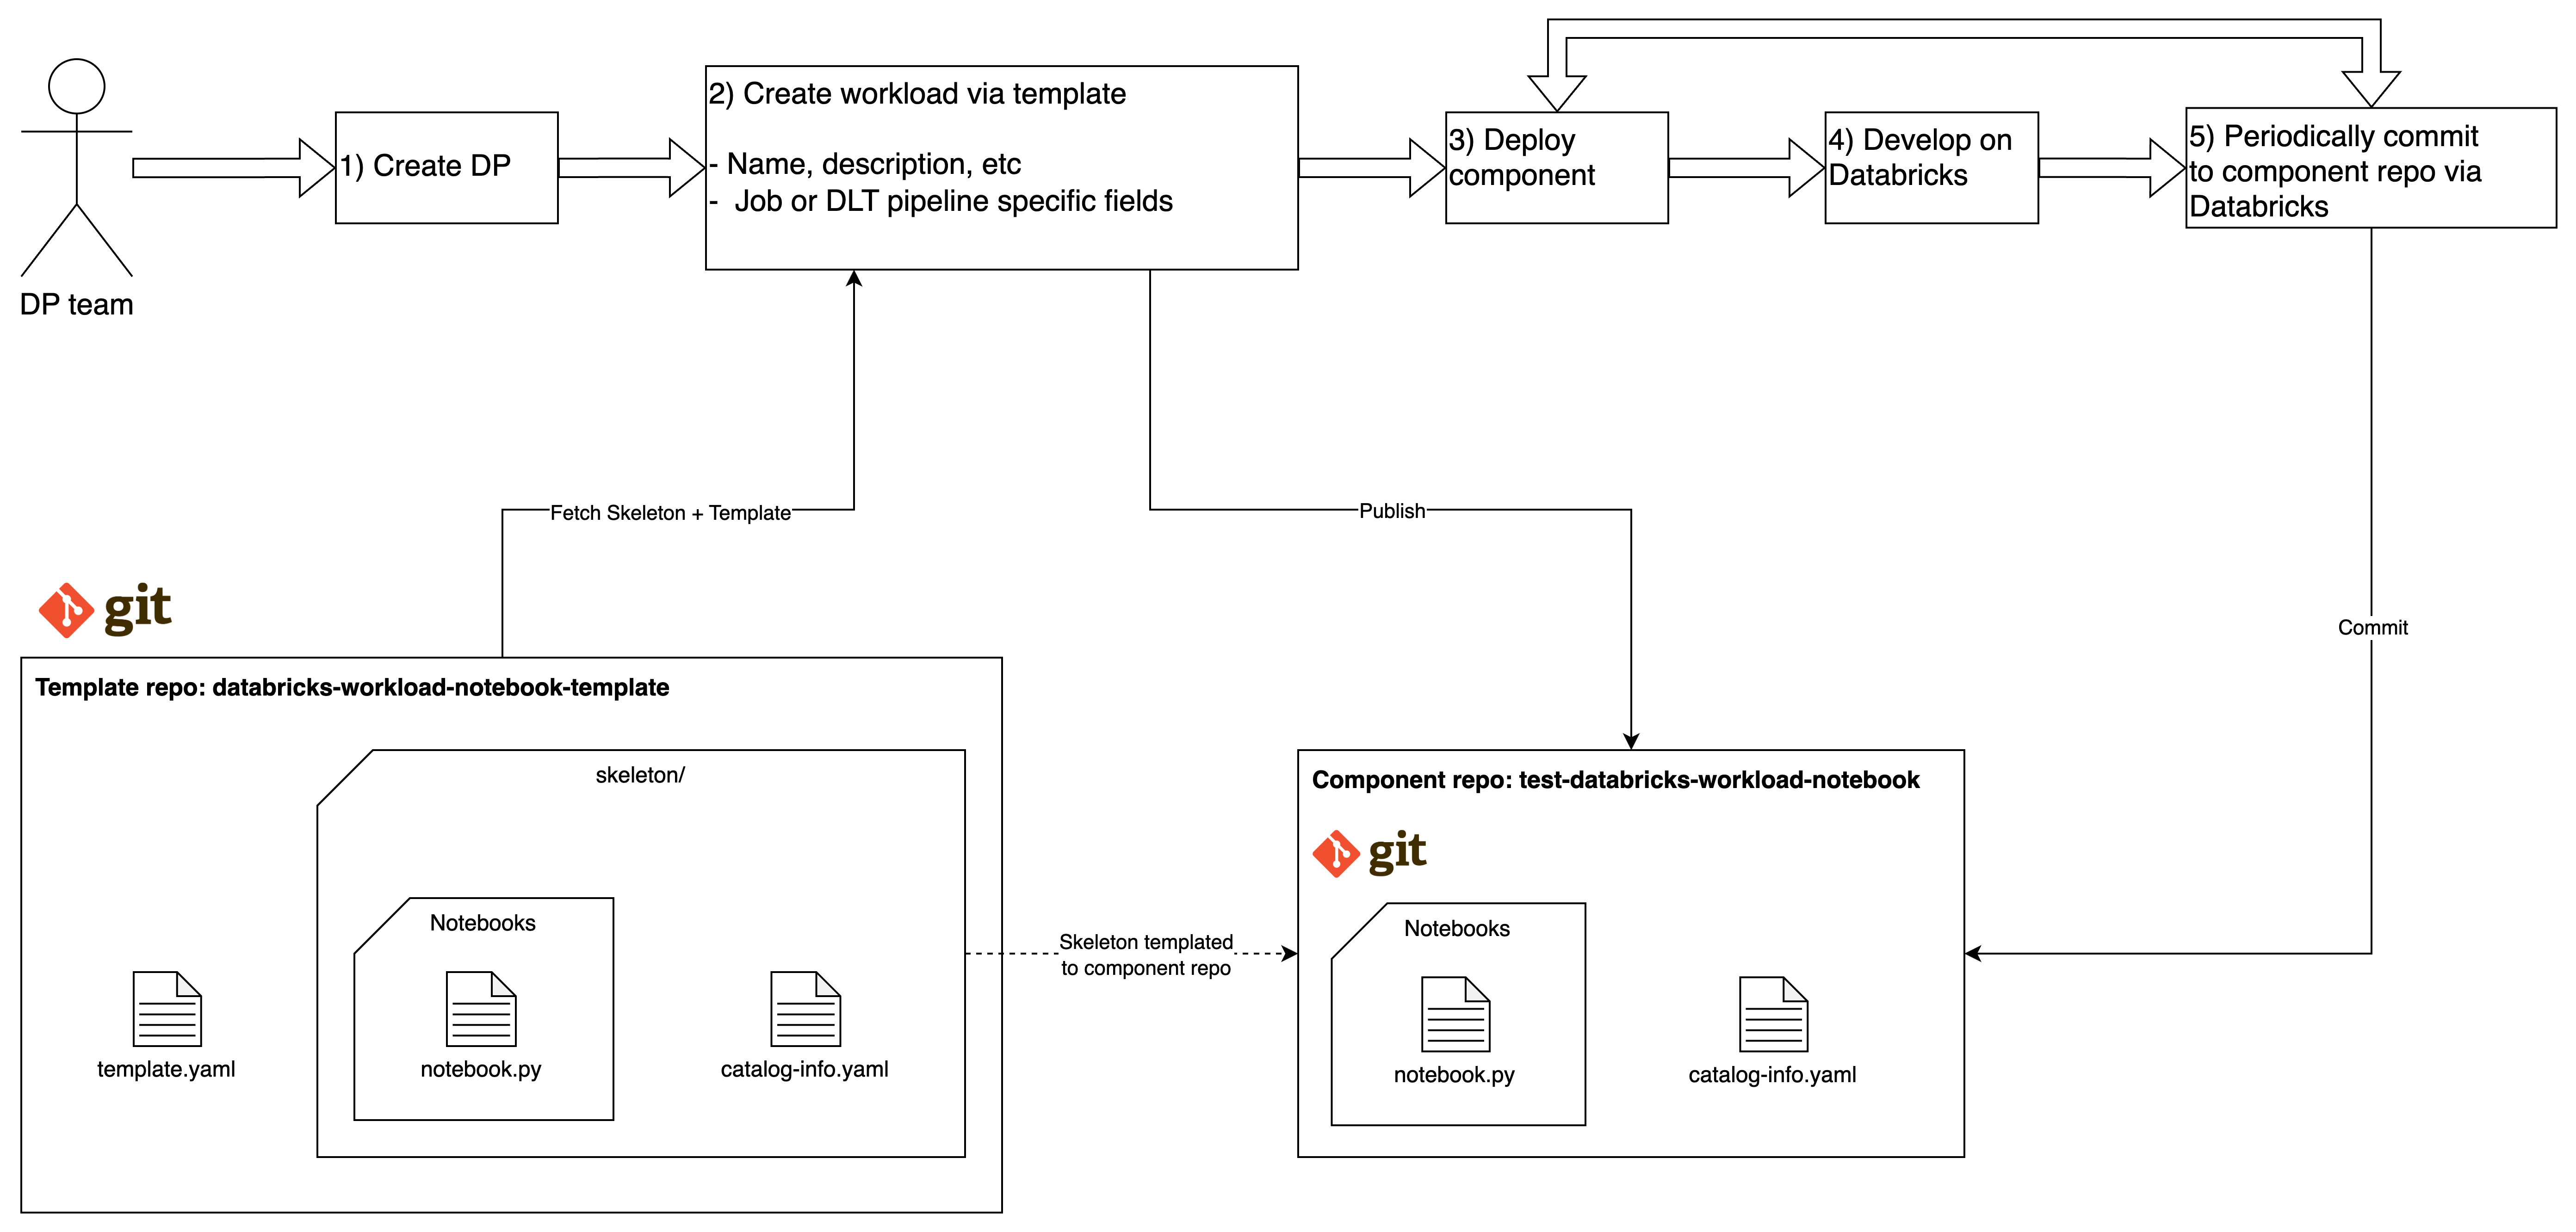 DP team
1) Create DP
2) Create workload via template
- Name, description, etc
- Job or DLT pipeline specific fields
3) Deploy
component
4) Develop on
Databricks
5) Periodically commit
to component repo via
Databricks
Fetch Skeleton + Template
Publish
Commit
git
Template repo: databricks-workload-notebook-template
skeleton/
Notebooks
template.yaml
notebook.py
catalog-info.yaml
Skeleton templated
to component repo
Component repo: test-databricks-workload-notebook
git
Notebooks
notebook.py
catalog-info.yaml